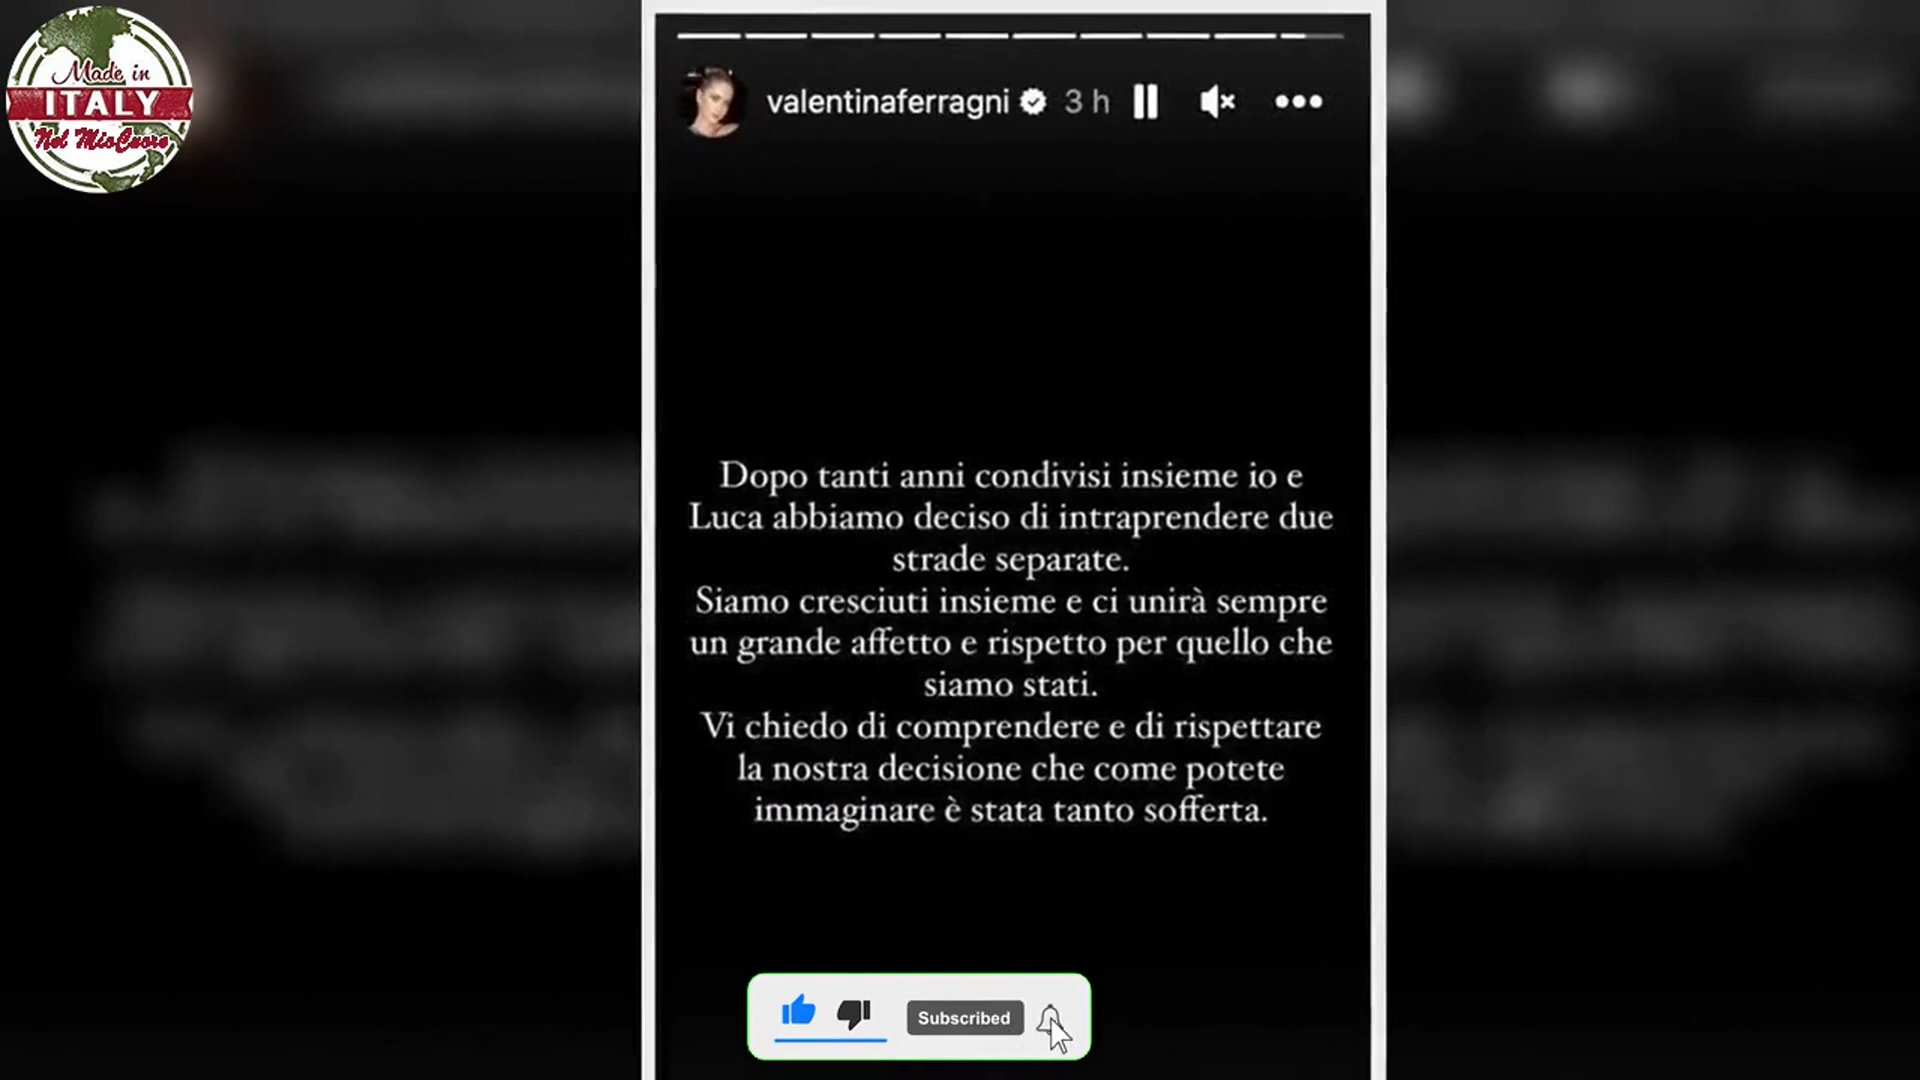 Made in
ITALY
Nel MioCuore
valentinaferragni 3 h
Dopo tanti anni condivisi insieme io e
Luca abbiamo deciso di intraprendere due
strade separate.
Siamo cresciuti insieme e ci unirà sempre
un grande affetto e rispetto per quello che
siamo stati.
Vi chiedo di comprendere e di rispettare
la nostra decisione che come potete
immaginare è stata tanto sofferta.
Subscribed